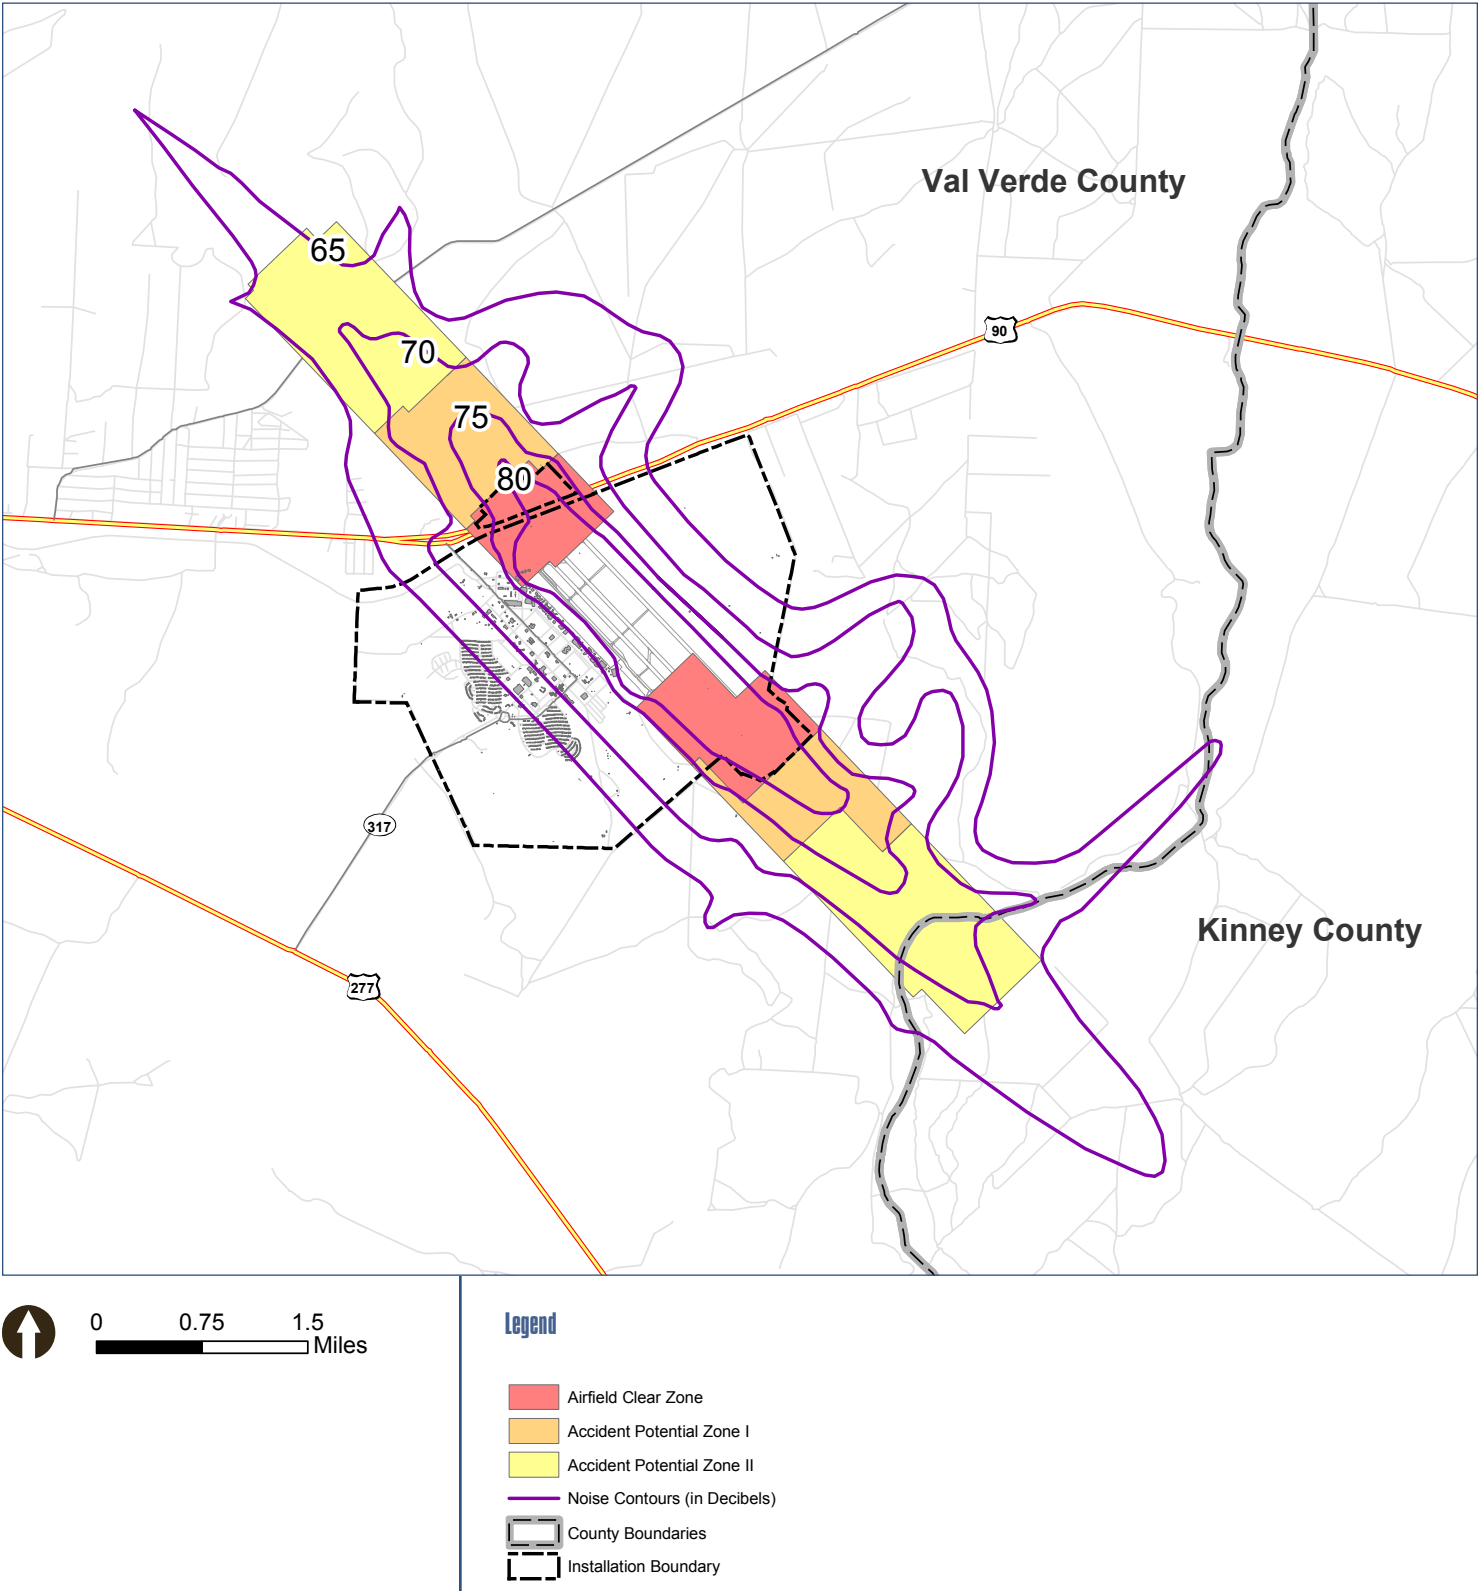 Val Verde County
65
90
70
75
80
317
Kinney County
277
0 0.75 1.5
Miles
Legend
Airfield Clear Zone
Accident Potential Zone I
Accident Potential Zone II
Noise Contours (in Decibels)
County Boundaries
Installation Boundary